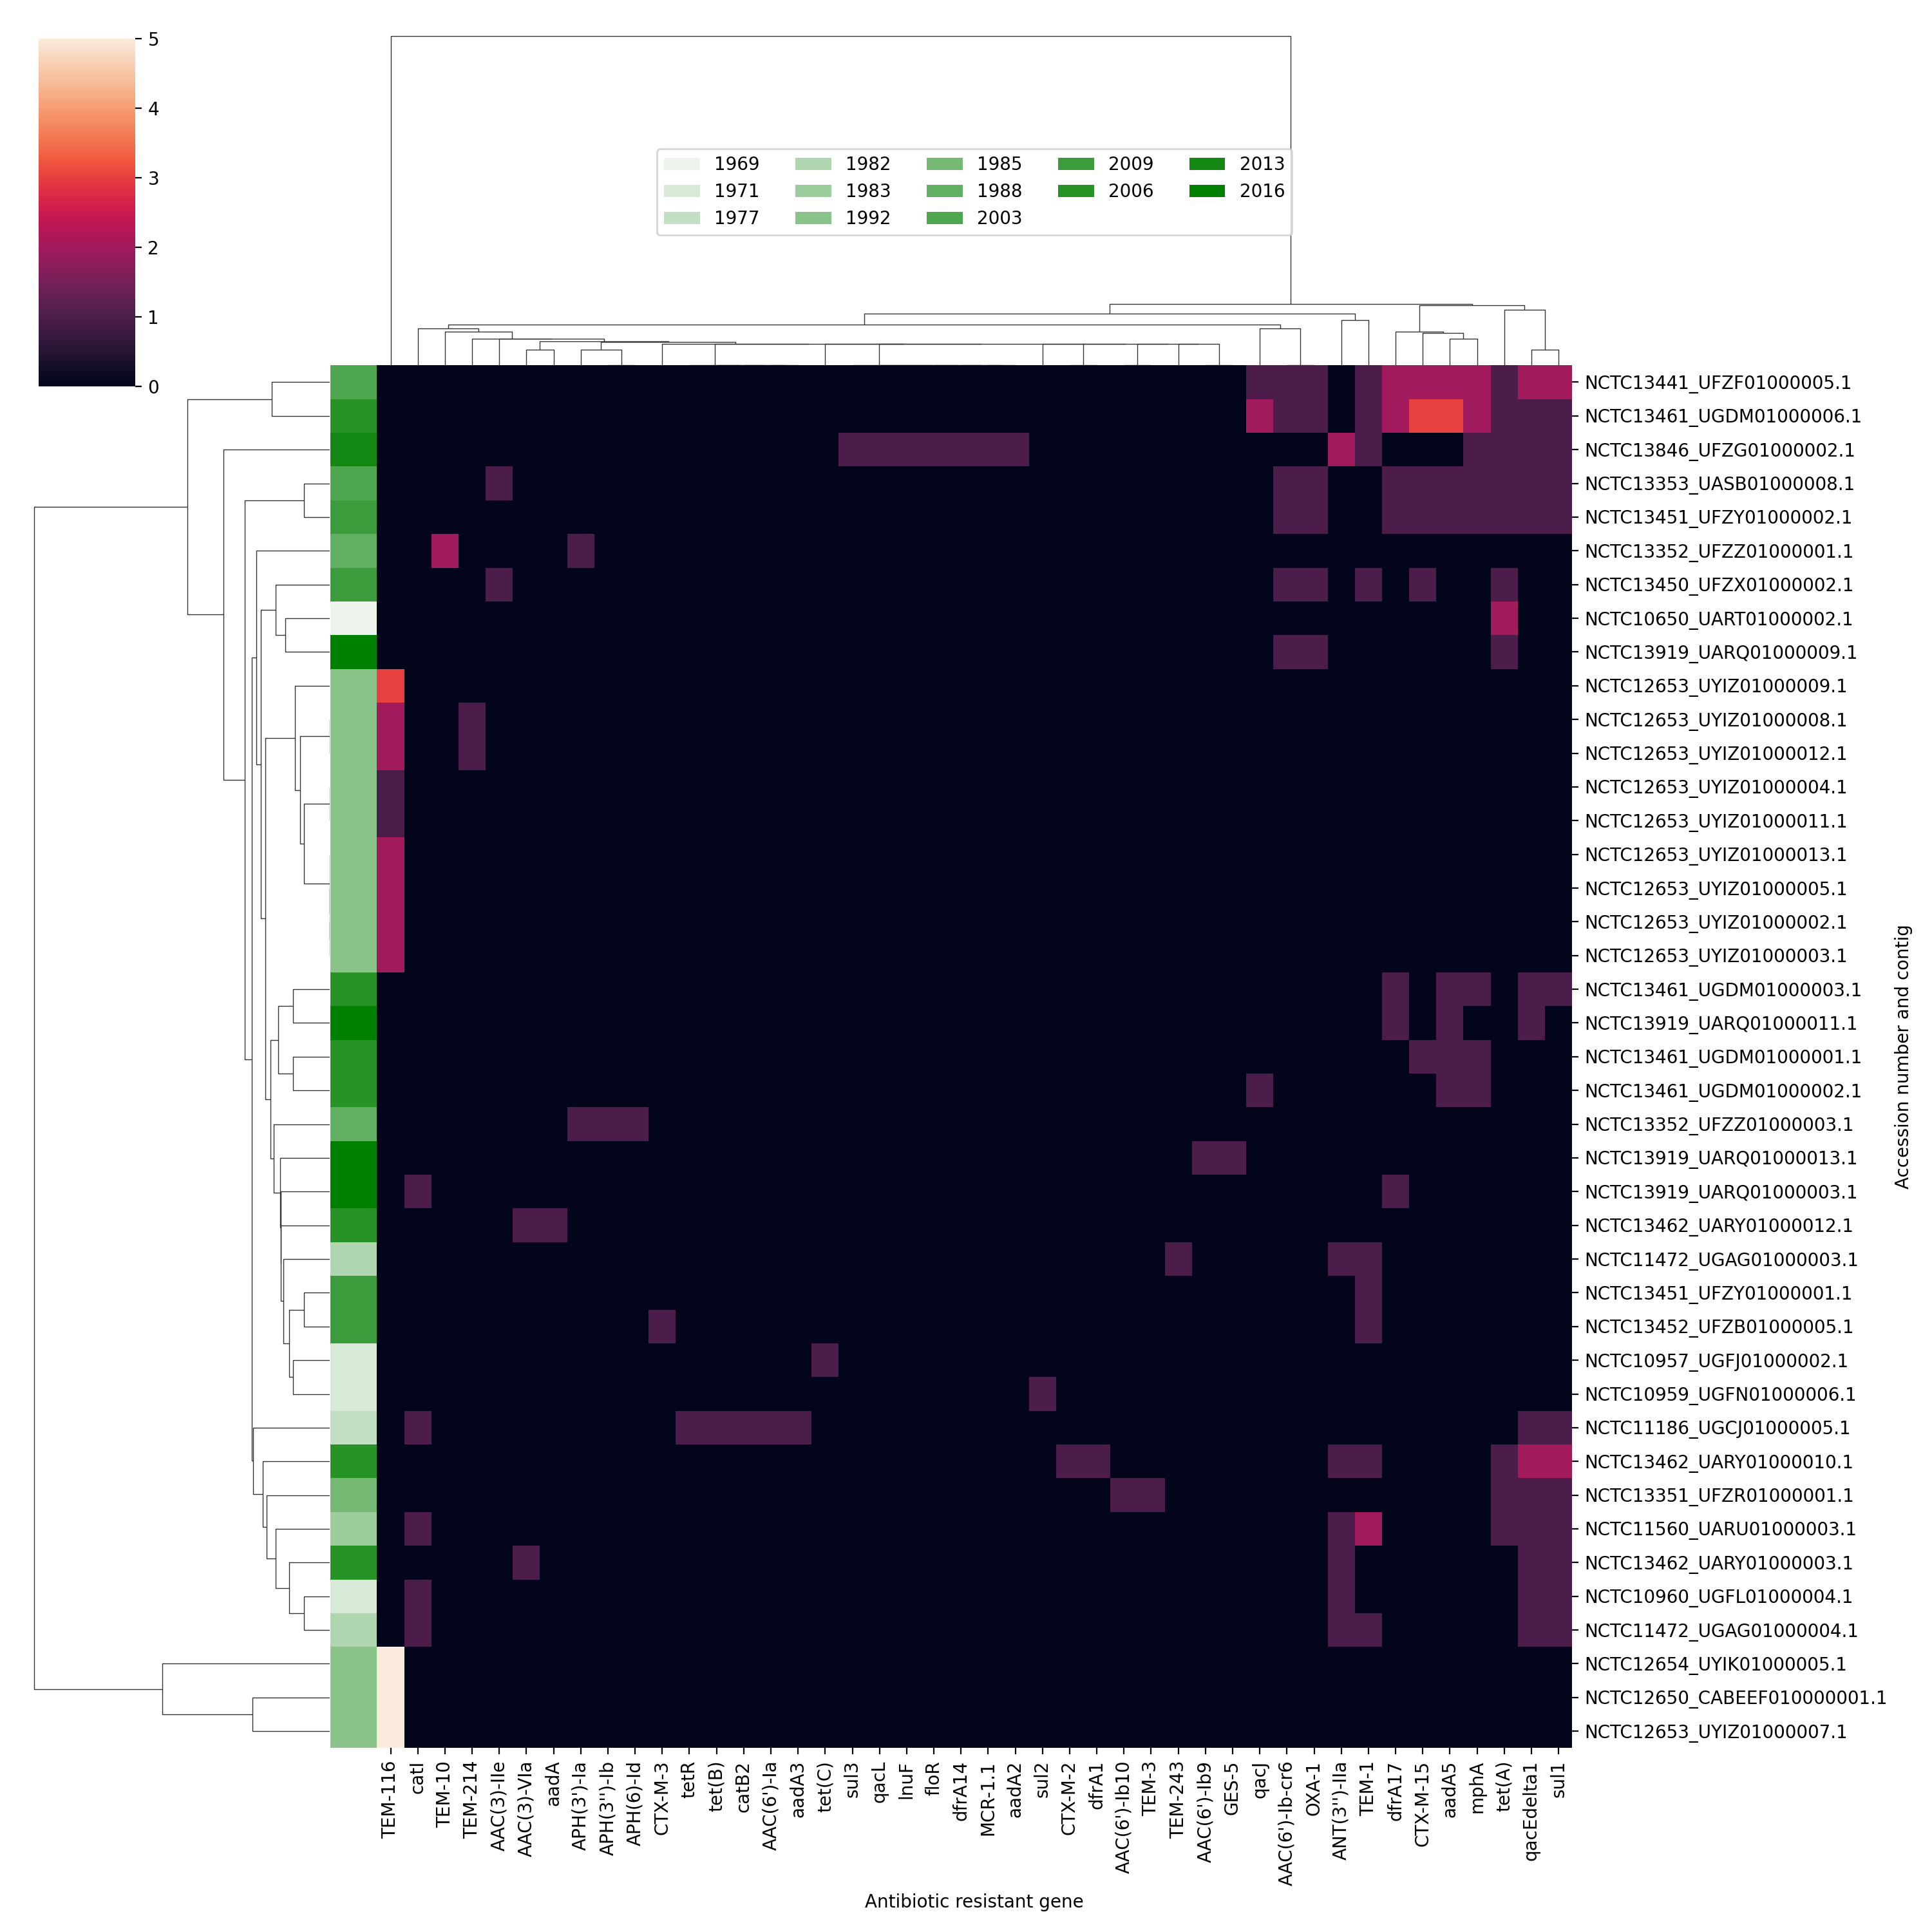 5
4
3
2
1
0
1969 1982 1985 2009 2013
1971 1983 1988 2006 2016
1977 1992 2003
NCTC13441_UFZF01000005.1
NCTC13461_UGDM01000006.1
NCTC13846_UFZG01000002.1
NCTC13353_UASB01000008.1
NCTC13451_UFZY01000002.1
NCTC13352_UFZZ01000001.1
NCTC13450_UFZX01000002.1
NCTC10650_UART01000002.1
NCTC13919_UARQ01000009.1
NCTC12653_UYIZ01000009.1
NCTC12653_UYIZ01000008.1
NCTC12653_UYIZ01000012.1
NCTC12653_UYIZ01000004.1
NCTC12653_UYIZ01000011.1
NCTC12653_UYIZ01000013.1
NCTC12653_UYIZ01000005.1
NCTC12653_UYIZ01000002.1
NCTC12653_UYIZ01000003.1
NCTC13461_UGDM01000003.1
NCTC13919_UARQ01000011.1
NCTC13461_UGDM01000001.1
NCTC13461_UGDM01000002.1
NCTC13352_UFZZ01000003.1
NCTC13919_UARQ01000013.1
NCTC13919_UARQ01000003.1
NCTC13462_UARY01000012.1
NCTC11472_UGAG01000003.1
NCTC13451_UFZY01000001.1
NCTC13452_UFZB01000005.1
NCTC10957_UGFJ01000002.1
NCTC10959_UGFN01000006.1
NCTC11186_UGCJ01000005.1
NCTC13462_UARY01000010.1
NCTC13351_UFZR01000001.1
NCTC11560_UARU01000003.1
NCTC13462_UARY01000003.1
NCTC10960_UGFL01000004.1
NCTC11472_UGAG01000004.1
NCTC12654_UYIK01000005.1
NCTC12650_CABEEF010000001.1
NCTC12653_UYIZ01000007.1
Accession number and contig
TEM-116
catI
TEM-10
TEM-214
AAC(3)-IIe
AAC(3)-VIa
aadA
APH(3')-Ia
APH(3'')-Ib
APH(6)-Id
CTX-M-3
tetR
tet(B)
catB2
AAC(6')-Ia
aadA3
tet(C)
sul3
qacL
lnuF
floR
dfrA14
MCR-1.1
aadA2
sul2
CTX-M-2
dfrA1
AAC(6')-Ib10
TEM-3
TEM-243
AAC(6')-Ib9
GES-5
qacJ
AAC(6')-Ib-cr6
OXA-1
ANT(3'')-IIa
TEM-1
dfrA17
CTX-M-15
aadA5
mphA
tet(A)
qacEdelta1
sul1
Antibiotic resistant gene